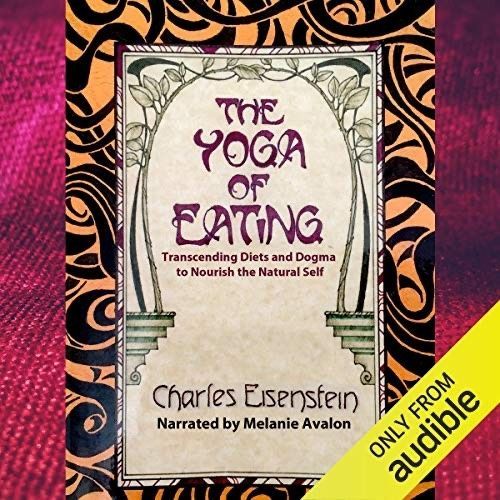 THE
YOGA
OF
EATING
Transcending Diets and Dogma
to Nourish the Natural Self
Charles Eisenstein
Narrated by Melanie Avalon
ONLY FROM
audible